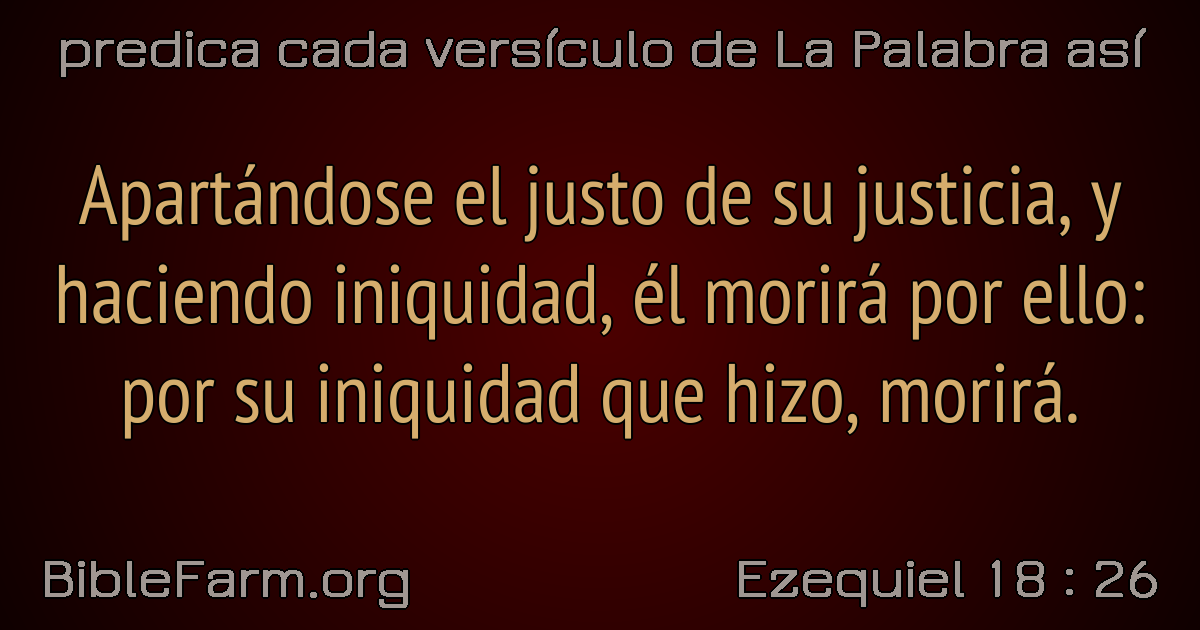 predica cada versículo de La Palabra así
Apartándose el justo de su justicia, y
haciendo iniquidad, él morirá por ello:
por su iniquidad que hizo, morirá.
BibleFarm.org
Ezequiel 18 : 26